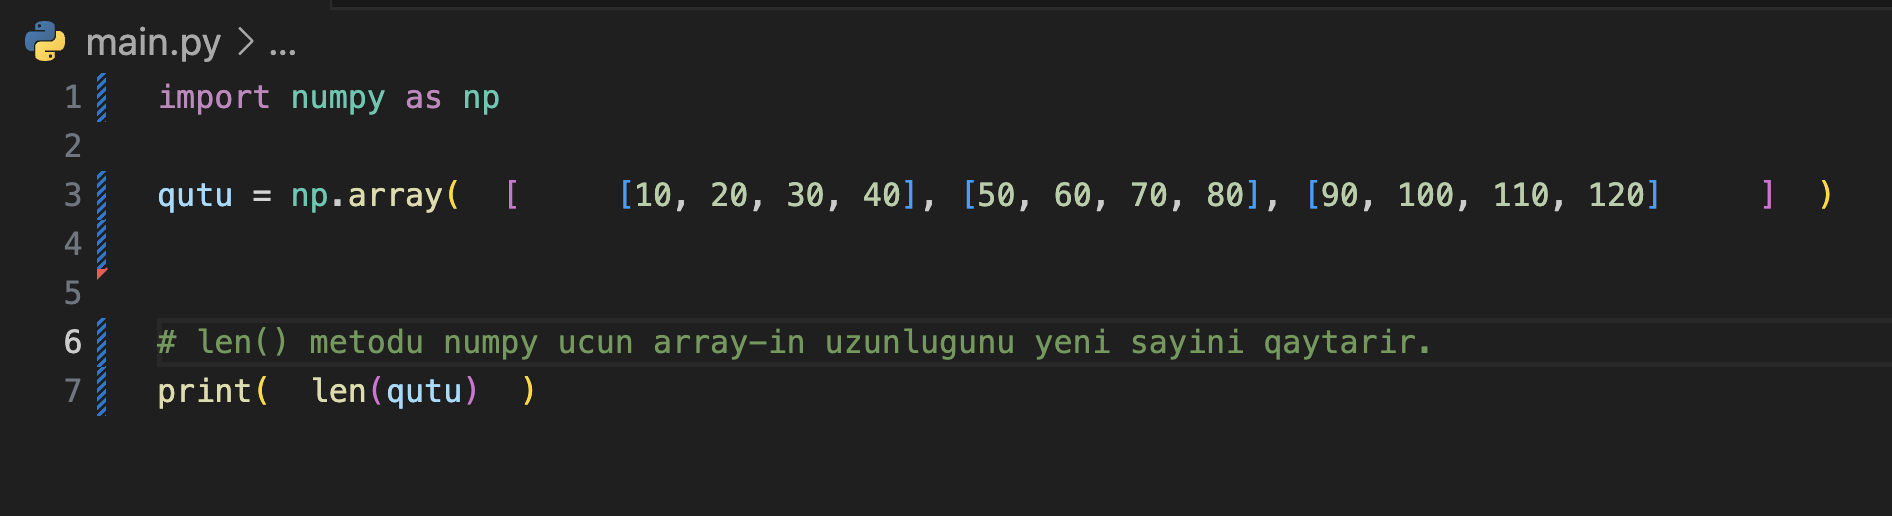 main.py > ...
1 import numpy as np
2
3 qutu = np.array(  [     [10, 20, 30, 40], [50, 60, 70, 80], [90, 100, 110, 120]     ]  )
4
5
6 # len() metodu numpy ucun array-in uzunlugunu yeni sayini qaytarir.
7 print(  len(qutu)  )